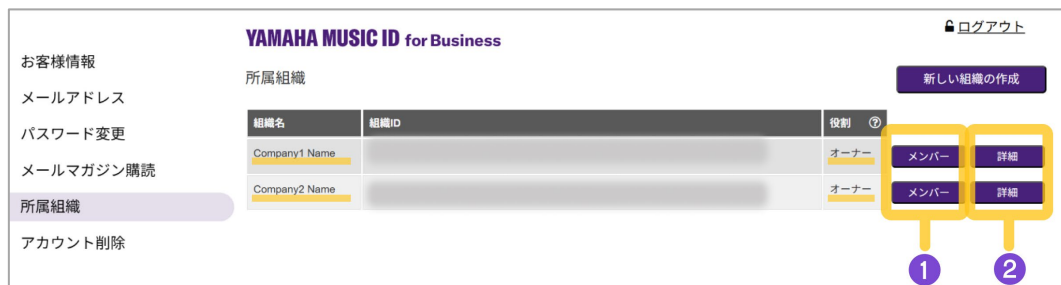 YAMAHA MUSIC ID for Business
ログアウト
お客様情報
メールアドレス
パスワード変更
メールマガジン購読
所属組織
アカウント削除
所属組織
新しい組織の作成
組織名 組織ID 役割 ?
Company1 Name オーナー メンバー 詳細
Company2 Name オーナー メンバー 詳細
1 2